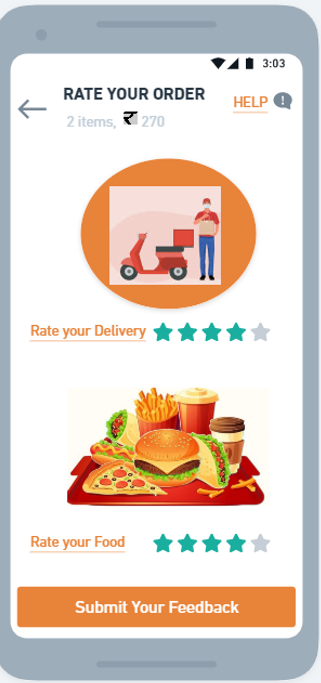 3:03
RATE YOUR ORDER
HELP
2 items, ₹ 270
Rate your Delivery
Rate your Food
Submit Your Feedback